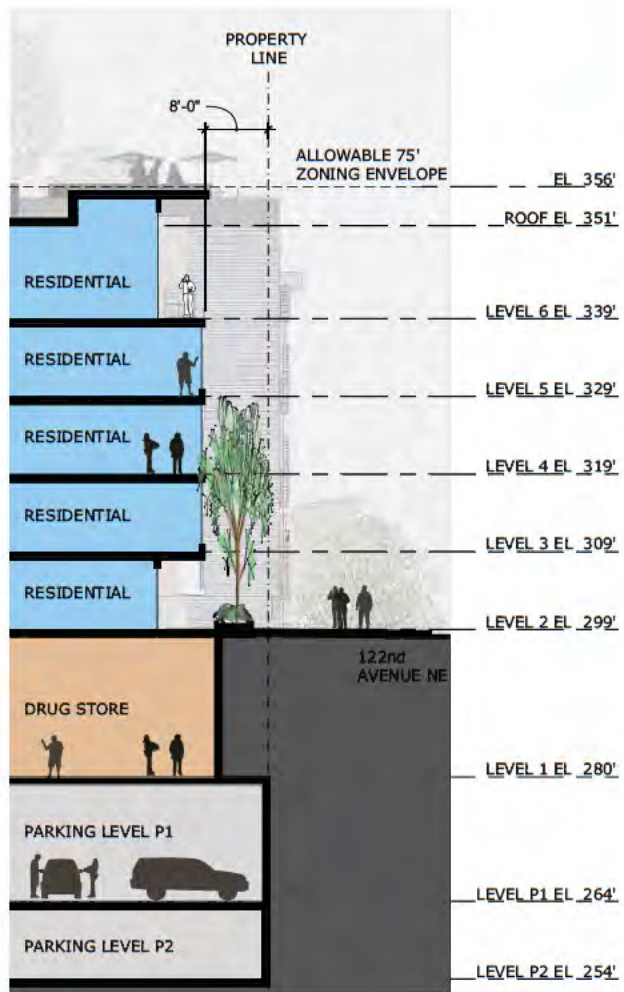 PROPERTY
LINE
8'-0"
ALLOWABLE 75'
ZONING ENVELOPE
EL 356'
ROOF EL 351'
RESIDENTIAL
LEVEL 6 EL 339'
RESIDENTIAL
LEVEL 5 EL 329'
RESIDENTIAL
LEVEL 4 EL 319'
RESIDENTIAL
LEVEL 3 EL 309'
RESIDENTIAL
LEVEL 2 EL 299'
122nd
AVENUE NE
DRUG STORE
LEVEL 1 EL 280'
PARKING LEVEL P1
LEVEL P1 EL 264'
PARKING LEVEL P2
LEVEL P2 EL 254'